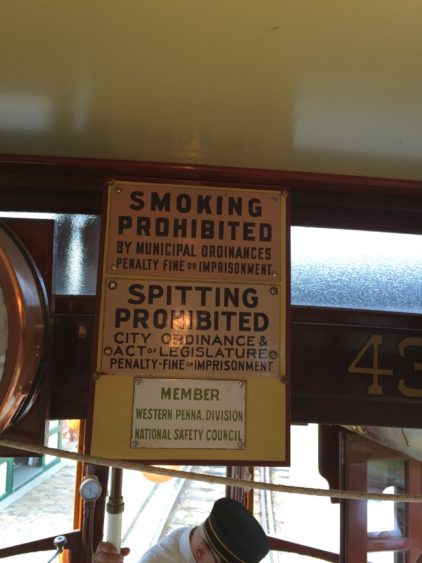 SMOKING
PROHIBITED
BY MUNICIPAL ORDINANCES
PENALTY FINE OR IMPRISONMENT
SPITTING
PROHIBITED
CITY ORDINANCE &
ACT OF LEGISLATURE
PENALTY-FINE OR IMPRISONMENT
MEMBER
WESTERN PENNA. DIVISION
NATIONAL SAFETY COUNCIL